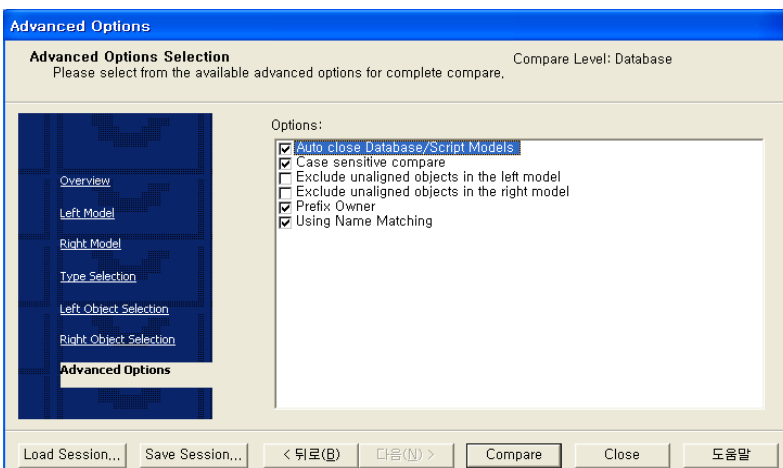 Advanced Options
Advanced Options Selection
Compare Level: Database
Please select from the available advanced options for complete compare,
Options:
Auto close Database/Script Models
Case sensitive compare
Exclude unaligned objects in the left model
Exclude unaligned objects in the right model
Prefix Owner
Using Name Matching
Overview
Left Model
Right Model
Type Selection
Left Object Selection
Right Object Selection
Advanced Options
Load Session,,, Save Session,,, < 뒤로(B) 다음(N) > Compare Close 도움말